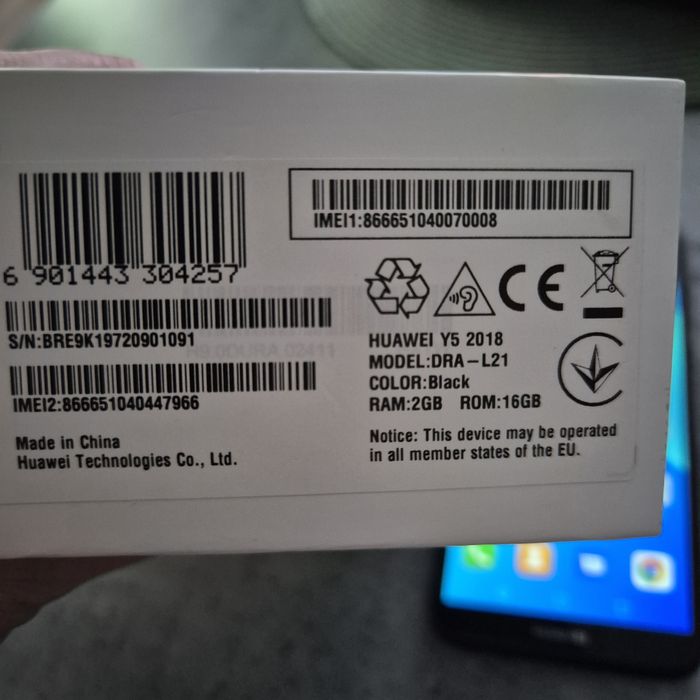 6 901443 304257
S/N:BRE9K19720901091
IMEI2:866651040447966
Made in China
Huawei Technologies Co., Ltd.
IMEI1:866651040070008
CE
HUAWEI Y5 2018
MODEL:DRA-L21
COLOR:Black
RAM:2GB ROM:16GB
Notice: This device may be operated
in all member states of the EU.